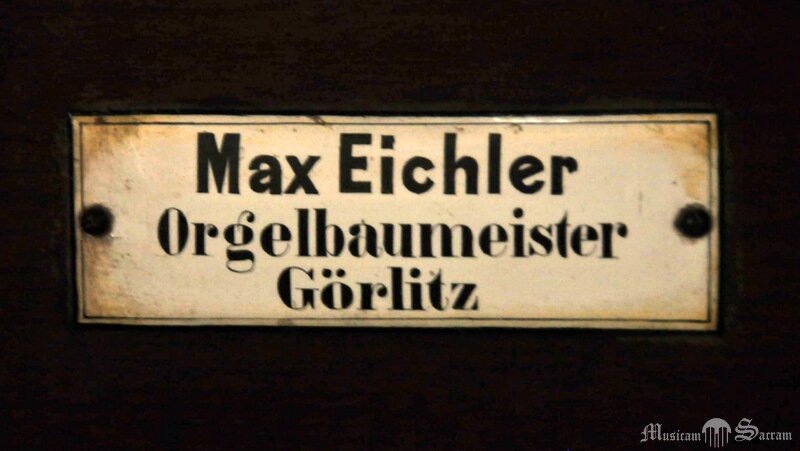 Max Eichler
Orgelbaumeister
Görlitz
Musicam Sacram